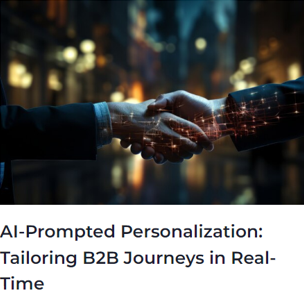 AI-Prompted Personalization:
Tailoring B2B Journeys in Real-
Time